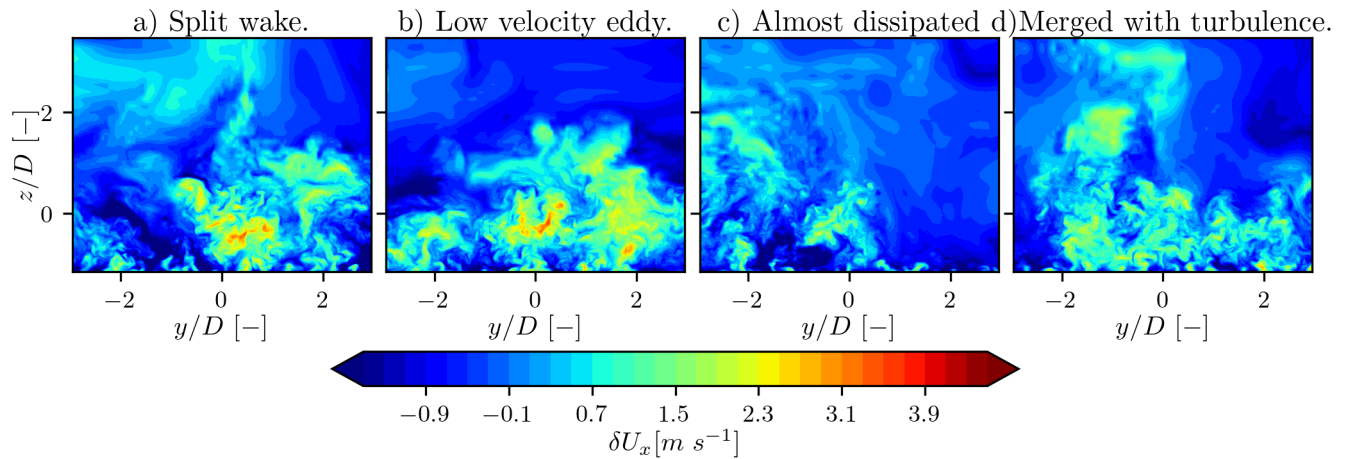 a) Split wake.
b) Low velocity eddy.
c) Almost dissipated
d)Merged with turbulence.
z/D [−]
2
0
−2 0 2
−2 0 2
−2 0 2
−2 0 2
y/D [−]
y/D [−]
y/D [−]
y/D [−]
−0.9 −0.1 0.7 1.5 2.3 3.1 3.9
δUₓ[m s⁻¹]